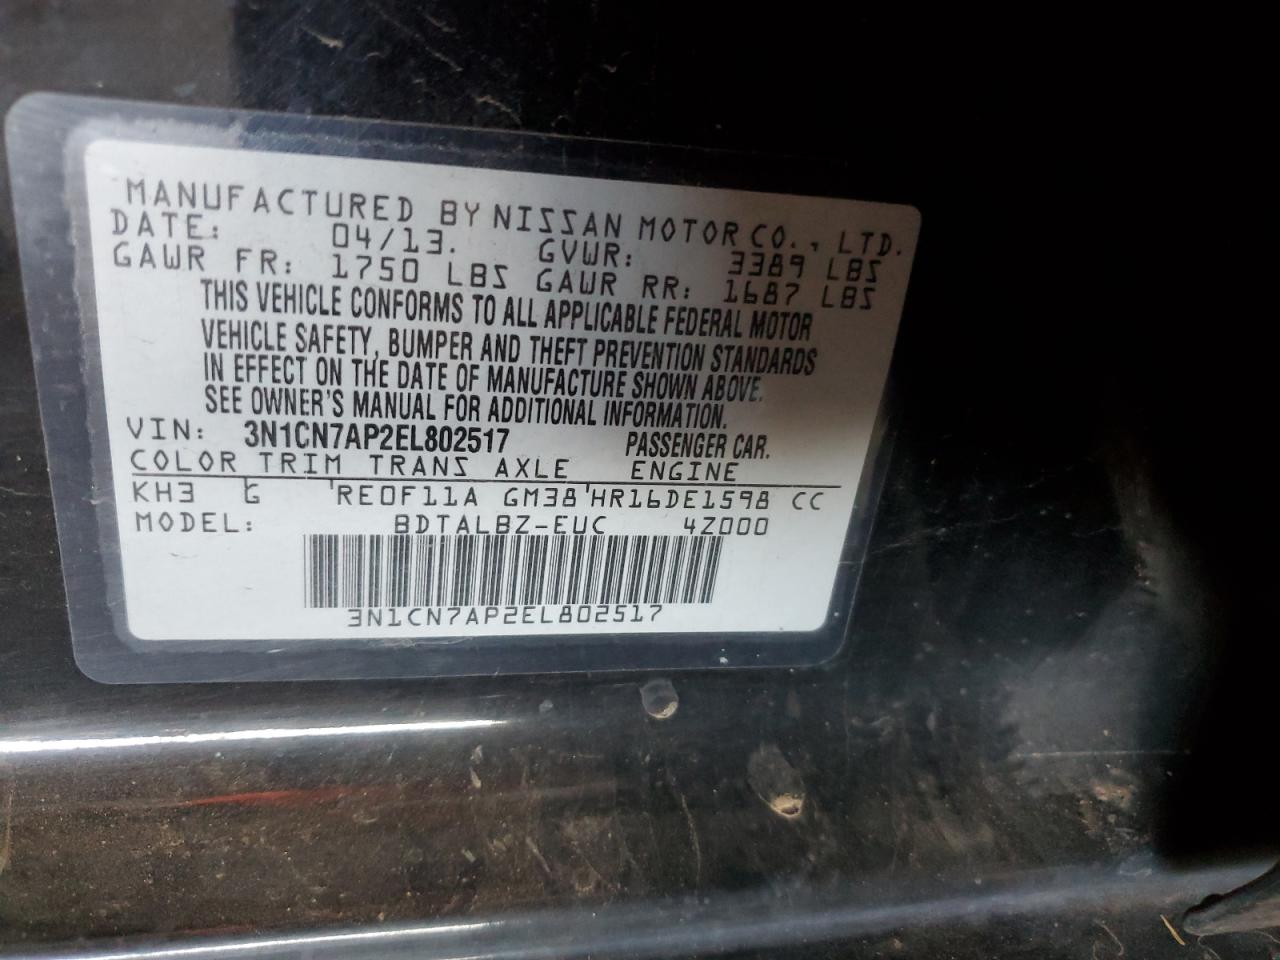 MANUFACTURED BY NISSAN MOTOR CO., LTD.
DATE: 04/13. GVWR: 3389 LBS
GAWR FR: 1750 LBS GAWR RR: 1687 LBS
THIS VEHICLE CONFORMS TO ALL APPLICABLE FEDERAL MOTOR
VEHICLE SAFETY, BUMPER AND THEFT PREVENTION STANDARDS
IN EFFECT ON THE DATE OF MANUFACTURE SHOWN ABOVE.
SEE OWNER'S MANUAL FOR ADDITIONAL INFORMATION.
VIN: 3N1CN7AP2EL802517 PASSENGER CAR.
COLOR TRIM TRANS AXLE ENGINE
KH3 G RE0F11A GM38 HR16DE1598 CC
MODEL: BDTALBZ-EUC 4Z000
3N1CN7AP2EL802517